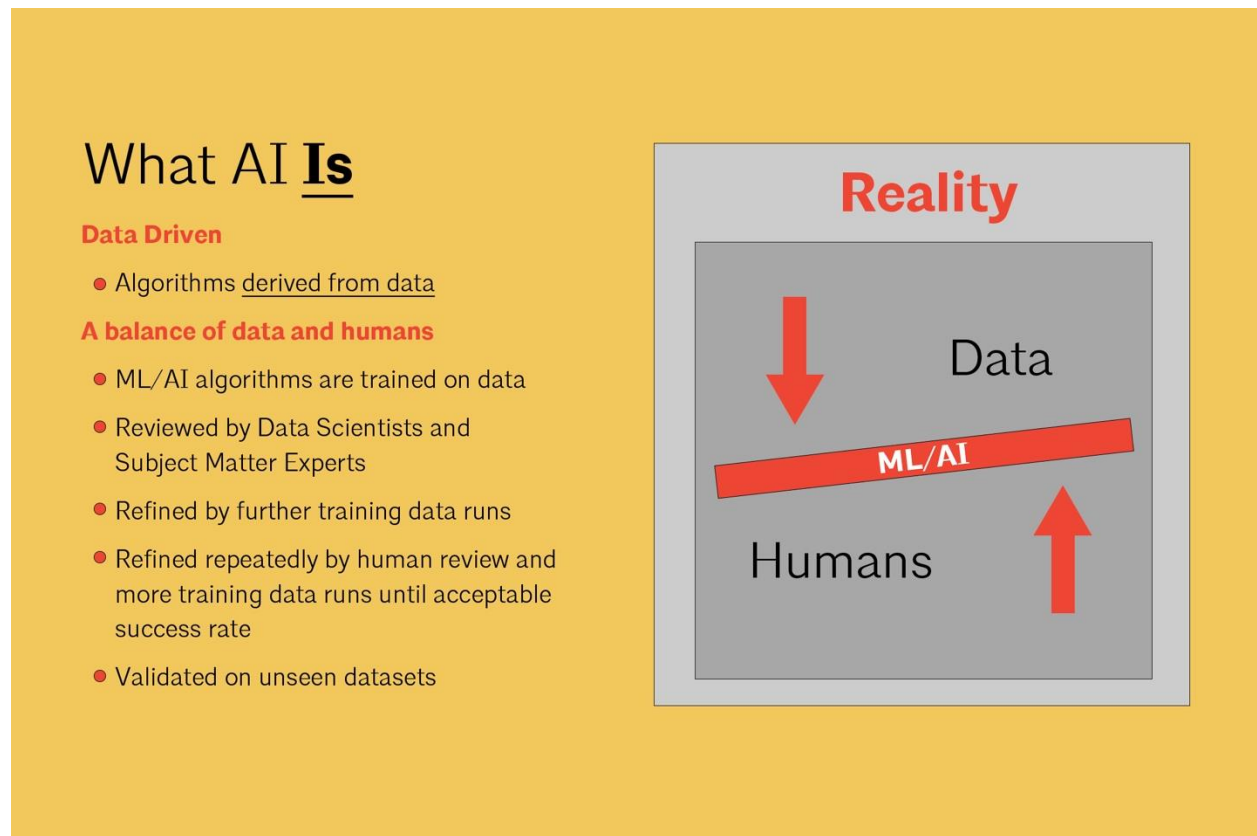 What AI Is
Data Driven
Algorithms derived from data
A balance of data and humans
ML/AI algorithms are trained on data
Reviewed by Data Scientists and
Subject Matter Experts
Refined by further training data runs
Refined repeatedly by human review and
more training data runs until acceptable
success rate
Validated on unseen datasets
Reality
Data
ML/AI
Humans